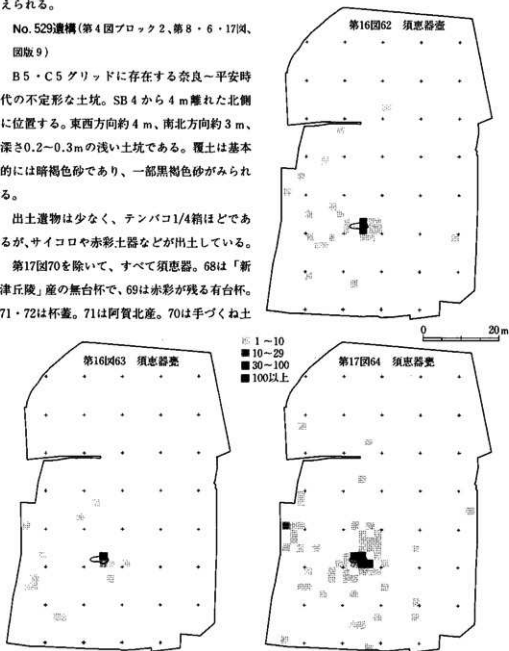 えられる。
No. 529遺構(第4図ブロック2、第8・6・17図、
図版9)
B5・C5グリッドに存在する奈良～平安時
代の不定形な土坑。SB4から4m離れた北側
に位置する。東西方向約4m、南北方向約3m、
深さ0.2～0.3mの浅い土坑である。覆土は基本
的には暗褐色砂であり、一部黒褐色砂がみられ
る。
出土遺物は少なく、テンバコ1/4箱ほどであ
るが、サイコロや赤彩土器などが出土している。
第17図70を除いて、すべて須恵器。68は「新
津丘陵」産の無台杯で、69は赤彩が残る有台杯。
71・72は杯蓋。71は阿賀北産。70は手づくね土
第16図62 須恵器壺
0 20m
1～10
10～29
30～100
100以上
第16図63 須恵器甕
第17図64 須恵器甕